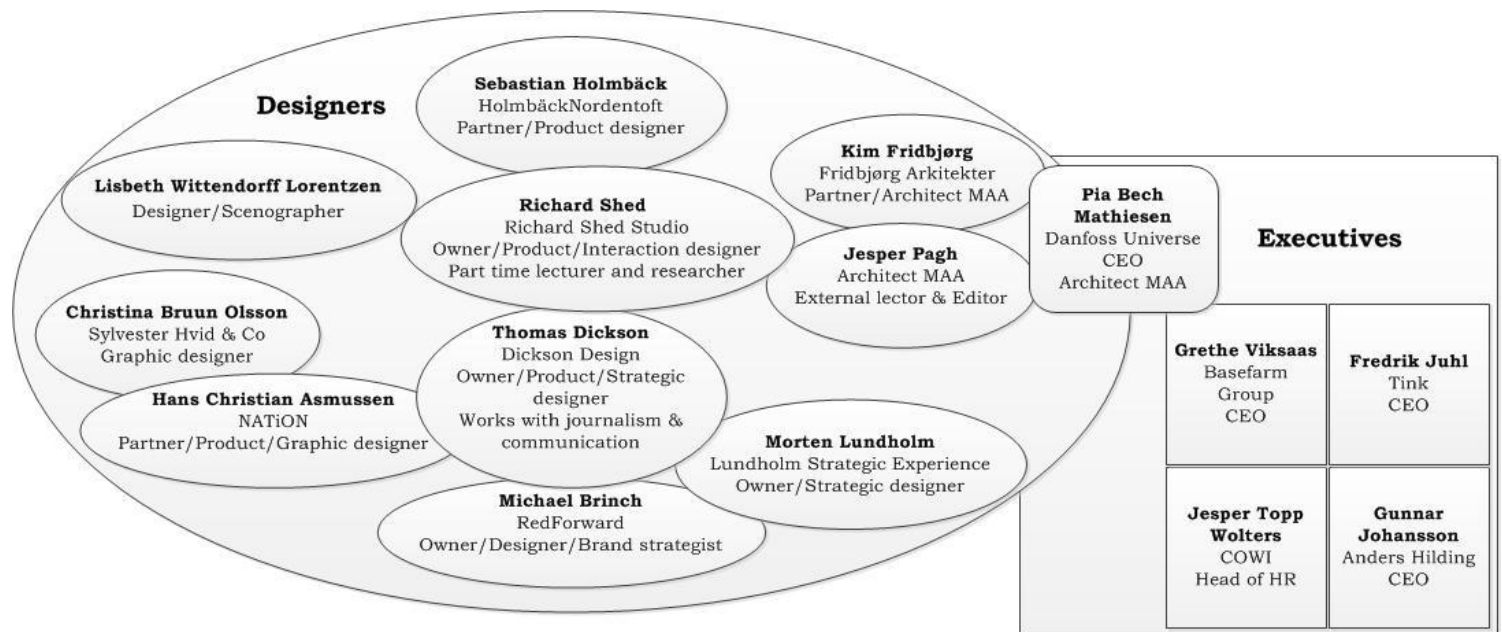 Designers
Sebastian Holmbäck
HolmbäckNordentoft
Partner/Product designer
Lisbeth Wittendorff Lorentzen
Designer/Scenographer
Richard Shed
Richard Shed Studio
Owner/Product/Interaction designer
Part time lecturer and researcher
Kim Fridbjørg
Fridbjørg Arkitekter
Partner/Architect MAA
Jesper Pagh
Architect MAA
External lector & Editor
Christina Bruun Olsson
Sylvester Hvid & Co
Graphic designer
Hans Christian Asmussen
NATiON
Partner/Product/Graphic designer
Thomas Dickson
Dickson Design
Owner/Product/Strategic
designer
Works with journalism &
communication
Morten Lundholm
Lundholm Strategic Experience
Owner/Strategic designer
Michael Brinch
RedForward
Owner/Designer/Brand strategist
Pia Bech
Mathiesen
Danfoss Universe
CEO
Architect MAA
Executives
Grethe Viksaas
Basefarm
Group
CEO
Fredrik Juhl
Tink
CEO
Jesper Topp
Wolters
COWI
Head of HR
Gunnar
Johansson
Anders Hilding
CEO